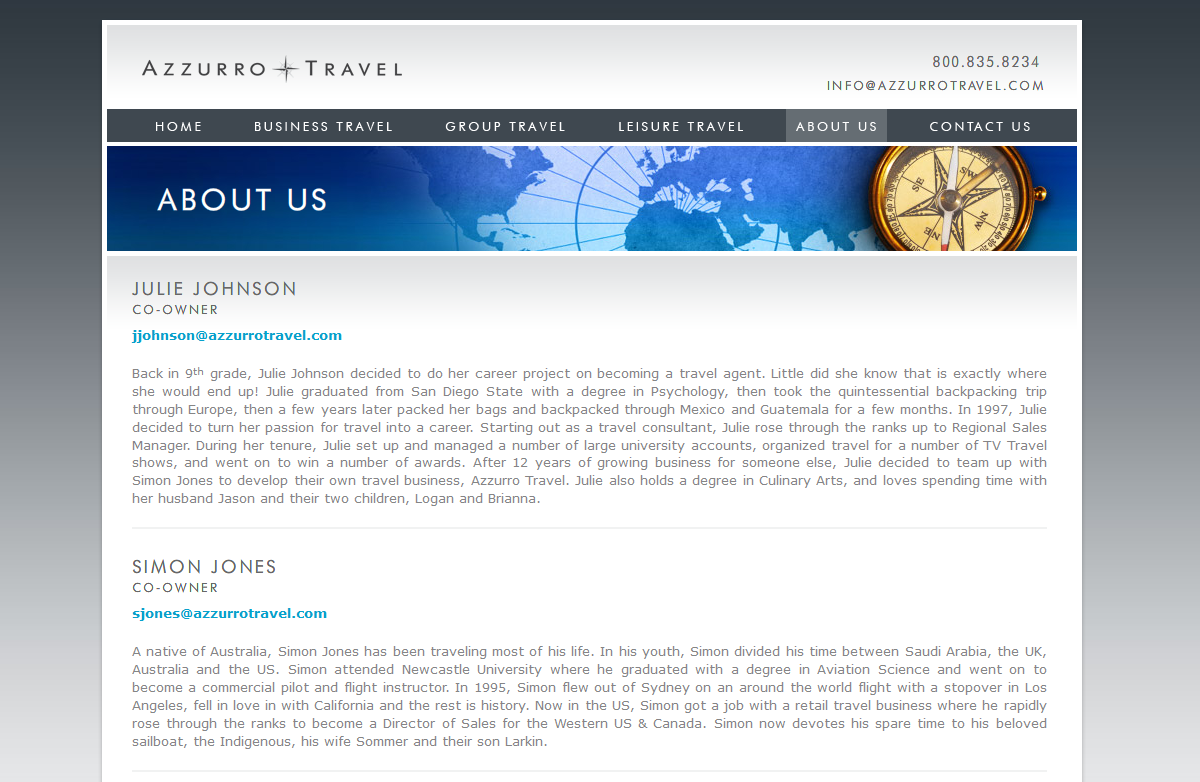 AZZURRO TRAVEL
800.835.8234
INFO@AZZURROTRAVEL.COM
HOME BUSINESS TRAVEL GROUP TRAVEL LEISURE TRAVEL ABOUT US CONTACT US
ABOUT US
SE SW NE NW
JULIE JOHNSON
CO-OWNER
jjohnson@azzurrotravel.com
Back in 9th grade, Julie Johnson decided to do her career project on becoming a travel agent. Little did she know that is exactly where
she would end up! Julie graduated from San Diego State with a degree in Psychology, then took the quintessential backpacking trip
through Europe, then a few years later packed her bags and backpacked through Mexico and Guatemala for a few months. In 1997, Julie
decided to turn her passion for travel into a career. Starting out as a travel consultant, Julie rose through the ranks up to Regional Sales
Manager. During her tenure, Julie set up and managed a number of large university accounts, organized travel for a number of TV Travel
shows, and went on to win a number of awards. After 12 years of growing business for someone else, Julie decided to team up with
Simon Jones to develop their own travel business, Azzurro Travel. Julie also holds a degree in Culinary Arts, and loves spending time with
her husband Jason and their two children, Logan and Brianna.
SIMON JONES
CO-OWNER
sjones@azzurrotravel.com
A native of Australia, Simon Jones has been traveling most of his life. In his youth, Simon divided his time between Saudi Arabia, the UK,
Australia and the US. Simon attended Newcastle University where he graduated with a degree in Aviation Science and went on to
become a commercial pilot and flight instructor. In 1995, Simon flew out of Sydney on an around the world flight with a stopover in Los
Angeles, fell in love in with California and the rest is history. Now in the US, Simon got a job with a retail travel business where he rapidly
rose through the ranks to become a Director of Sales for the Western US & Canada. Simon now devotes his spare time to his beloved
sailboat, the Indigenous, his wife Sommer and their son Larkin.